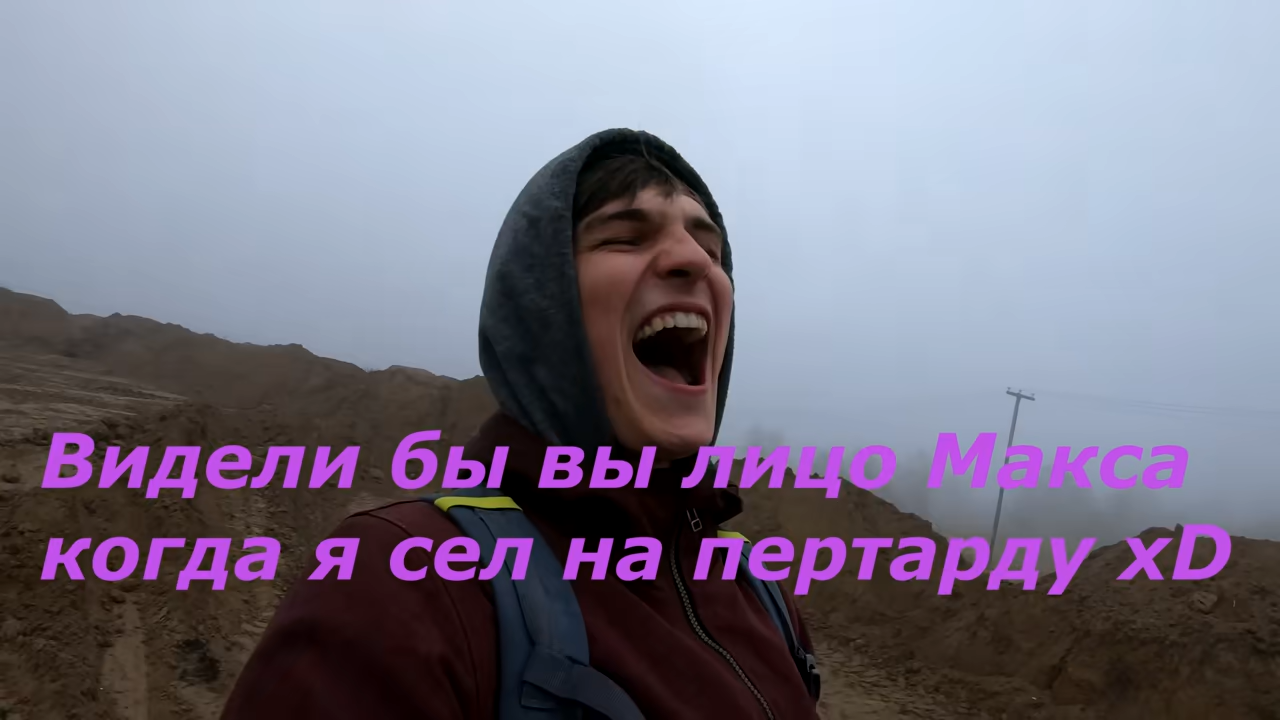 Видели бы вы лицо Макса
когда я сел на пертарду xD